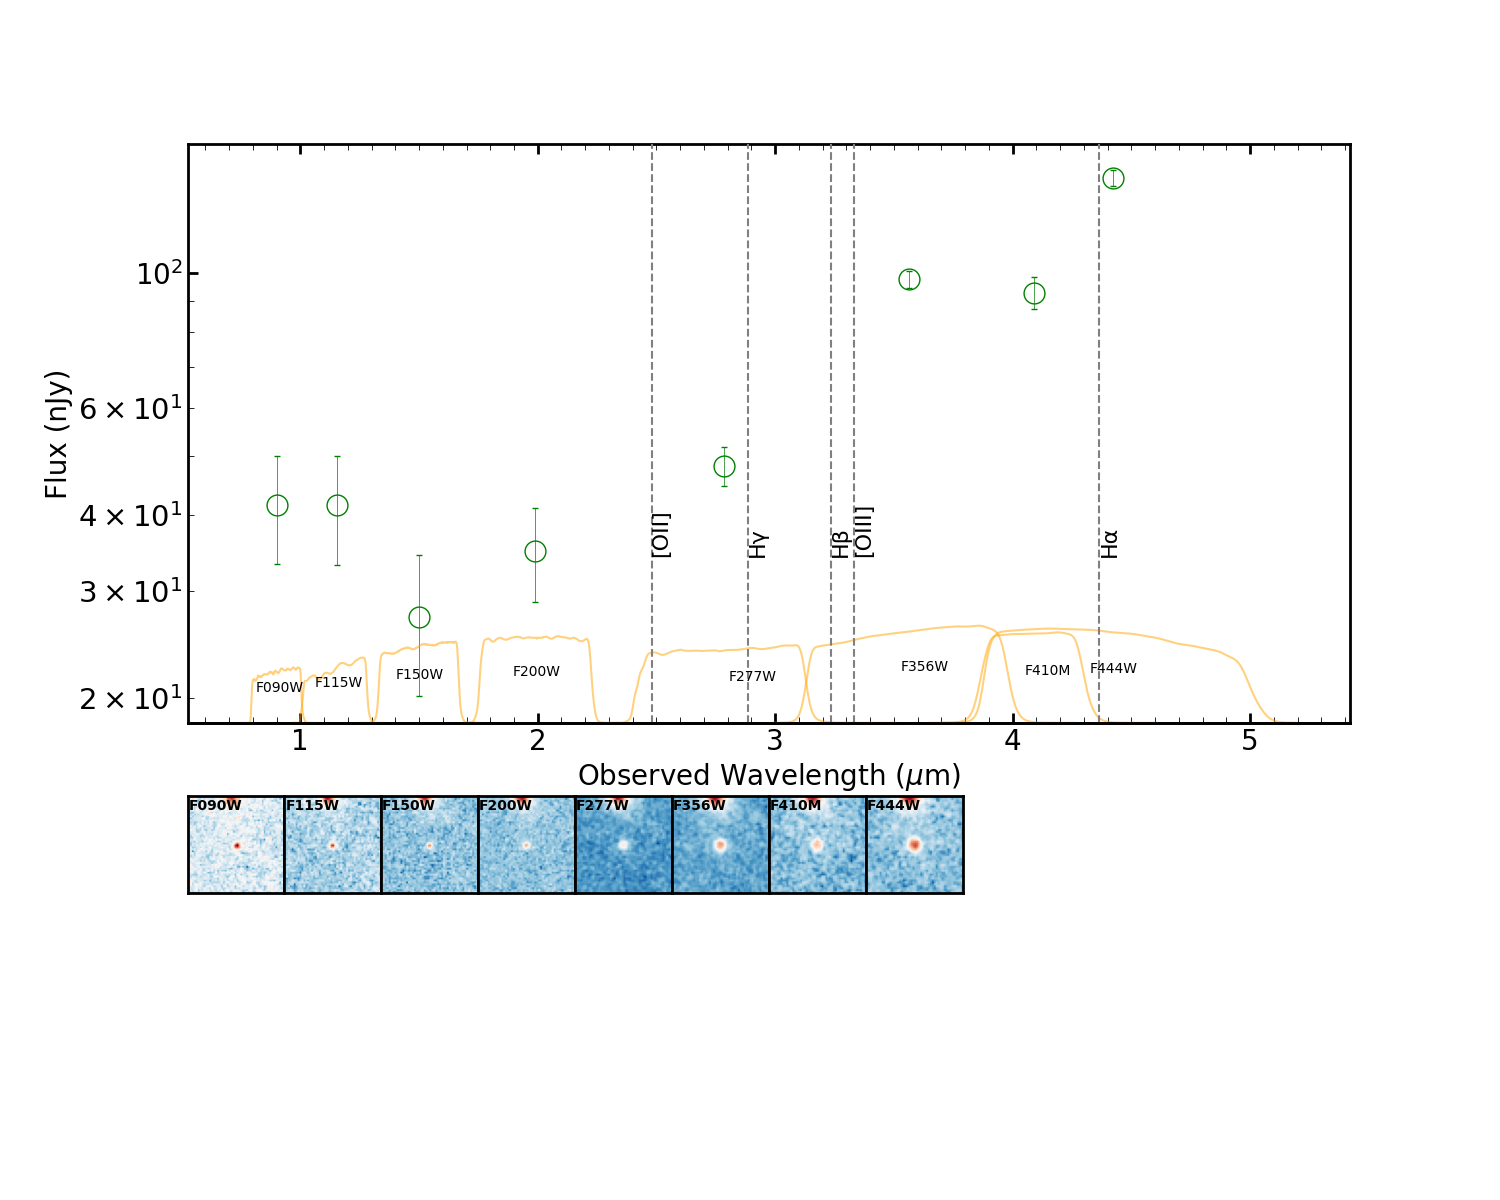 10²
6 × 10¹
4 × 10¹
3 × 10¹
2 × 10¹
Flux (nJy)
[OII]
Hγ
Hβ
[OIII]
Hα
F090W
F115W
F150W
F200W
F277W
F356W
F410M
F444W
1 2 3 4 5
Observed Wavelength (μm)
F090W F115W F150W F200W F277W F356W F410M F444W